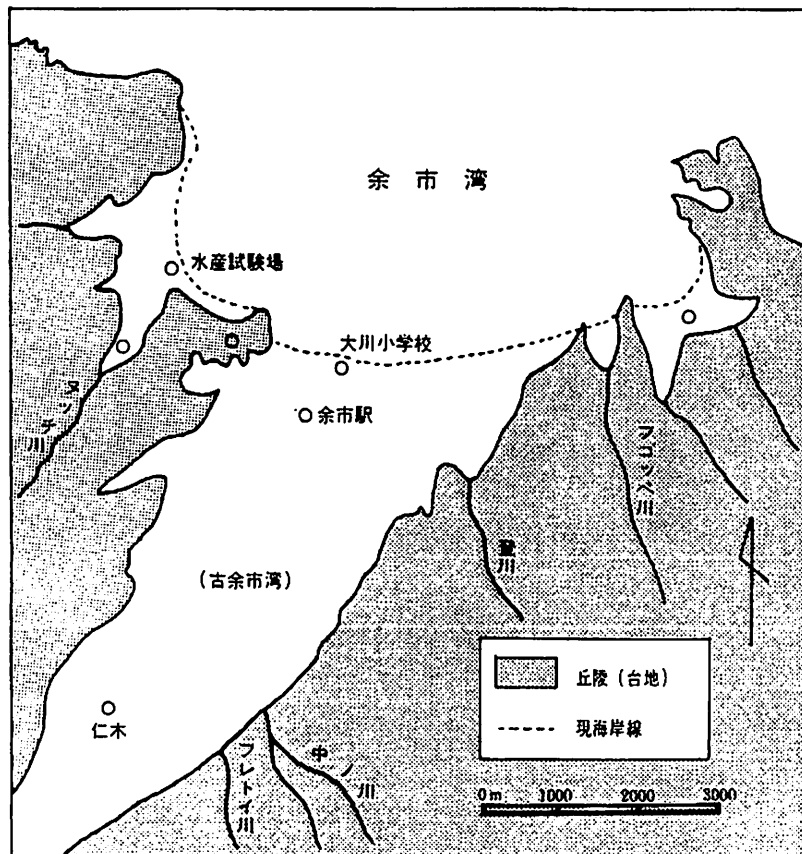 余市湾
水産試験場
大川小学校
余市駅
ヌッチ川
フゴッペ川
登川
(古余市湾)
仁木
フレトイ川
中ノ川
丘陵(台地)
現海岸線
0m 1000 2000 3000